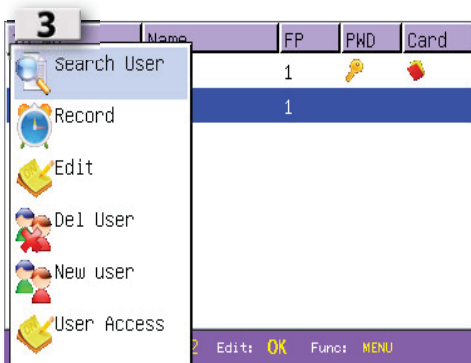 3
Name FP PWD Card
Search User 1
Record 1
Edit
Del User
New user
User Access
2 Edit: OK Func: MENU